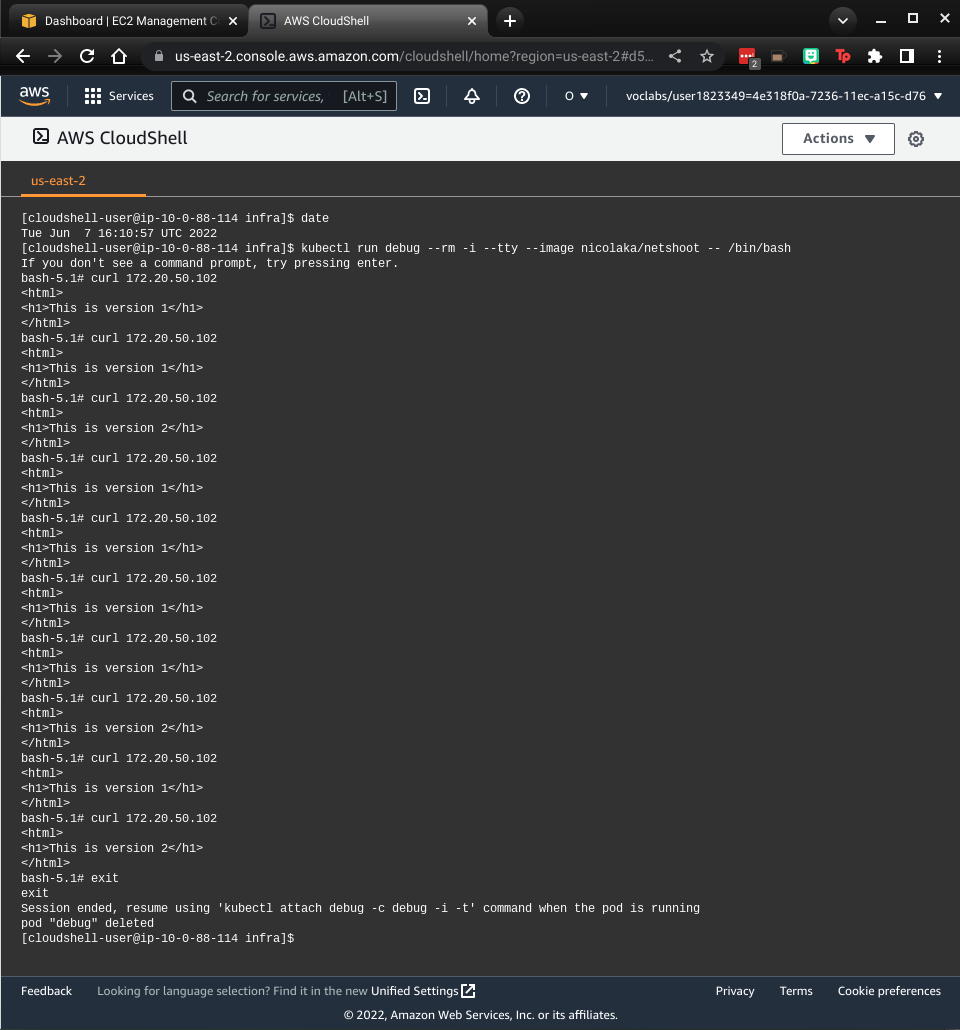 Dashboard | EC2 Management C
AWS CloudShell
us-east-2.console.aws.amazon.com/cloudshell/home?region=us-east-2#d5...
2
Tp
aws
Services
Search for services, [Alt+S]
O
voclabs/user1823349=4e318f0a-7236-11ec-a15c-d76
AWS CloudShell
Actions
us-east-2
[cloudshell-user@ip-10-0-88-114 infra]$ date
Tue Jun  7 16:10:57 UTC 2022
[cloudshell-user@ip-10-0-88-114 infra]$ kubectl run debug --rm -i --tty --image nicolaka/netshoot -- /bin/bash
If you don't see a command prompt, try pressing enter.
bash-5.1# curl 172.20.50.102
<html>
<h1>This is version 1</h1>
</html>
bash-5.1# curl 172.20.50.102
<html>
<h1>This is version 1</h1>
</html>
bash-5.1# curl 172.20.50.102
<html>
<h1>This is version 2</h1>
</html>
bash-5.1# curl 172.20.50.102
<html>
<h1>This is version 1</h1>
</html>
bash-5.1# curl 172.20.50.102
<html>
<h1>This is version 1</h1>
</html>
bash-5.1# curl 172.20.50.102
<html>
<h1>This is version 1</h1>
</html>
bash-5.1# curl 172.20.50.102
<html>
<h1>This is version 1</h1>
</html>
bash-5.1# curl 172.20.50.102
<html>
<h1>This is version 2</h1>
</html>
bash-5.1# curl 172.20.50.102
<html>
<h1>This is version 1</h1>
</html>
bash-5.1# curl 172.20.50.102
<html>
<h1>This is version 2</h1>
</html>
bash-5.1# exit
exit
Session ended, resume using 'kubectl attach debug -c debug -i -t' command when the pod is running
pod "debug" deleted
[cloudshell-user@ip-10-0-88-114 infra]$
Feedback
Looking for language selection? Find it in the new Unified Settings
Privacy
Terms
Cookie preferences
© 2022, Amazon Web Services, Inc. or its affiliates.